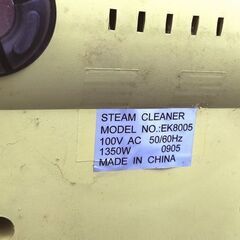 STEAM CLEANER
MODEL NO.:EK8005
100V AC 50/60Hz
1350W 0905
MADE IN CHINA